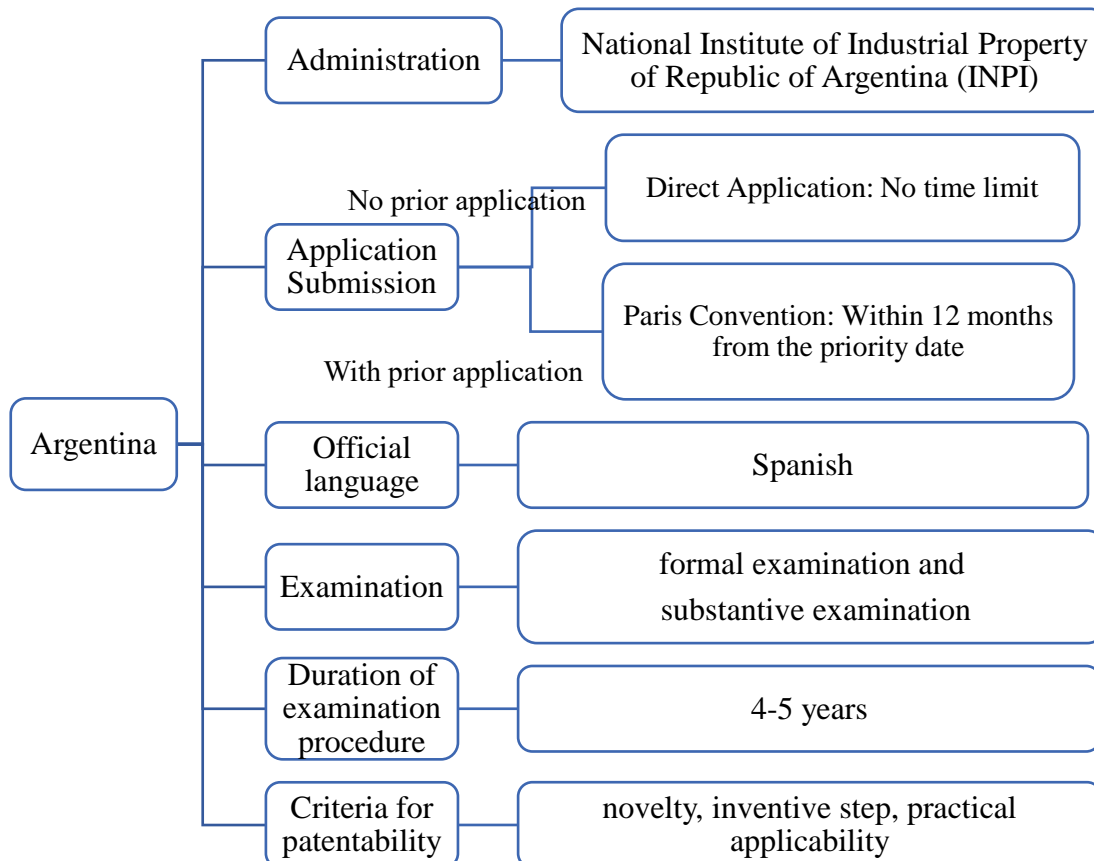 Administration
National Institute of Industrial Property
of Republic of Argentina (INPI)
No prior application
Direct Application: No time limit
Application
Submission
Paris Convention: Within 12 months
from the priority date
With prior application
Argentina
Official
language
Spanish
Examination
formal examination and
substantive examination
Duration of
examination
procedure
4-5 years
Criteria for
patentability
novelty, inventive step, practical
applicability